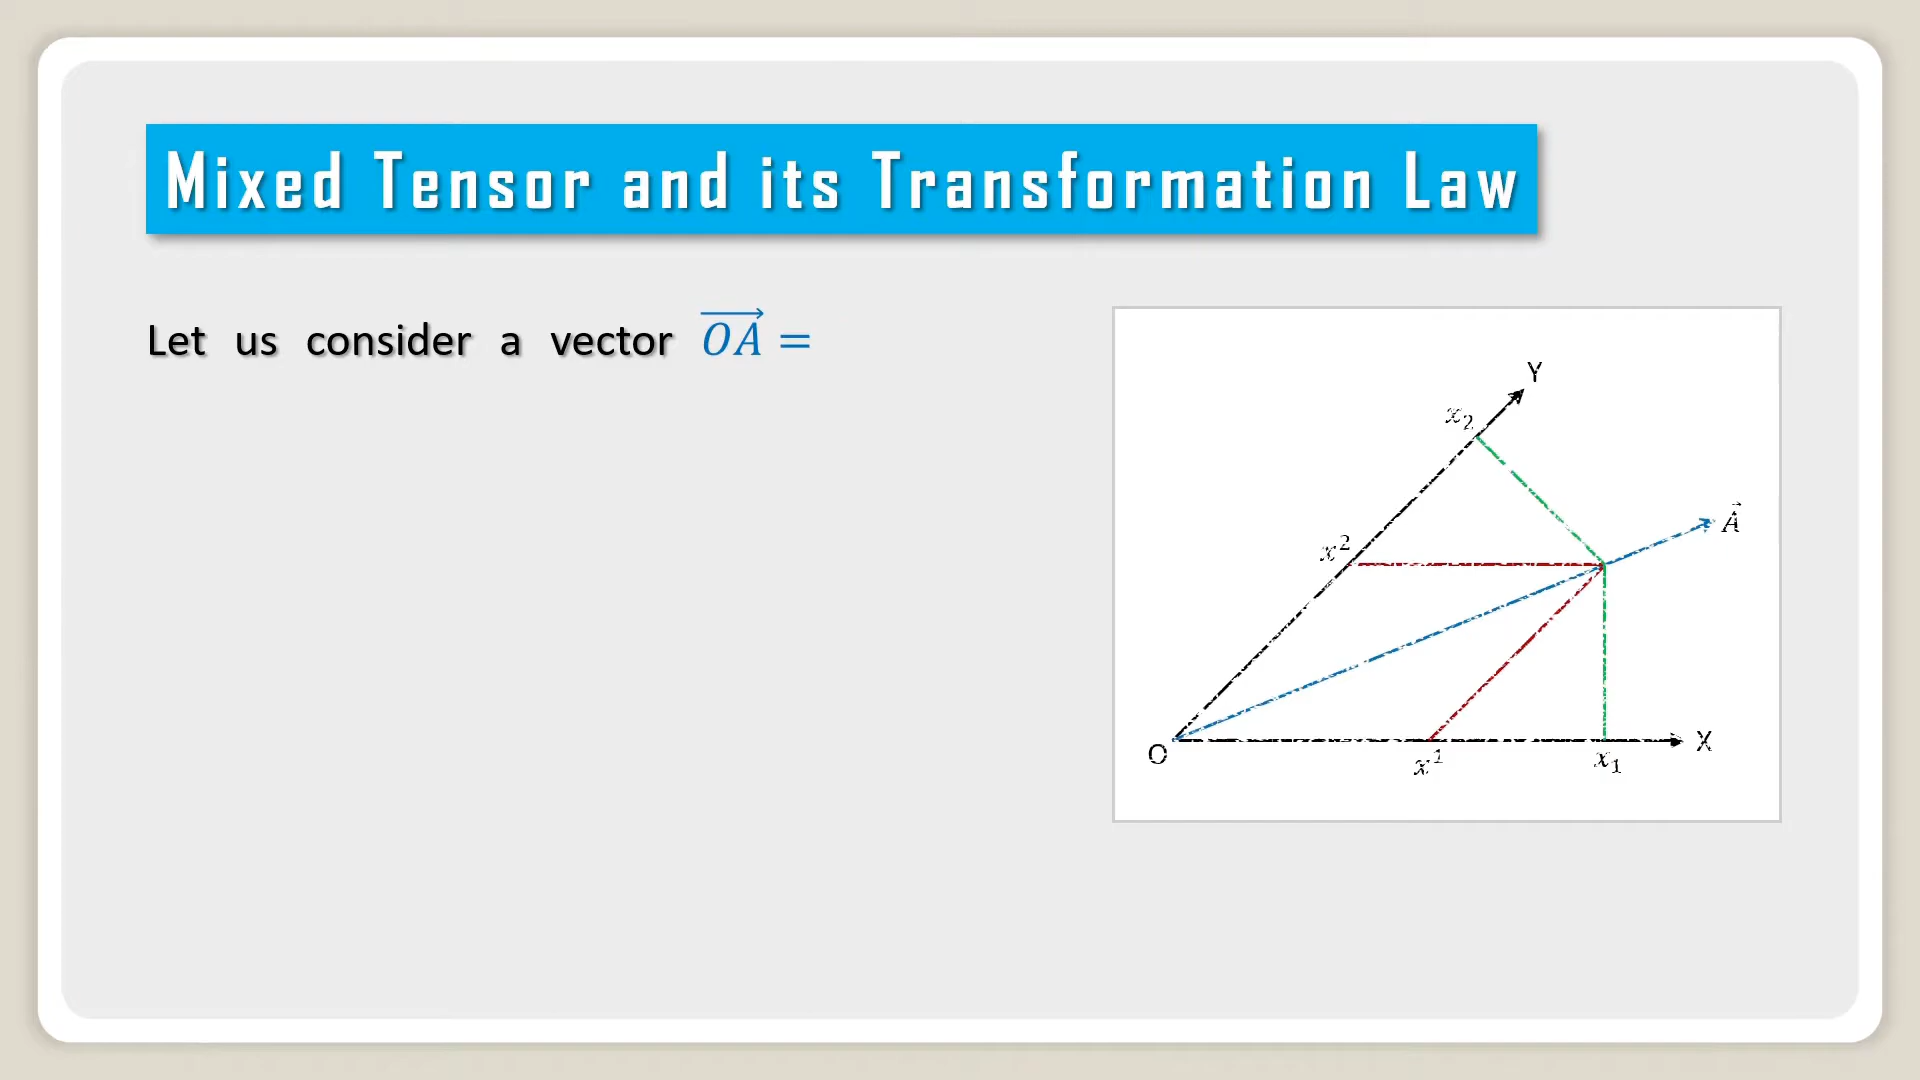 Mixed Tensor and its Transformation Law
Let us consider a vector $\overrightarrow{OA} =$
Y
$x_2$
$\vec{A}$
$x^2$
X
O
$x^1$
$x_1$